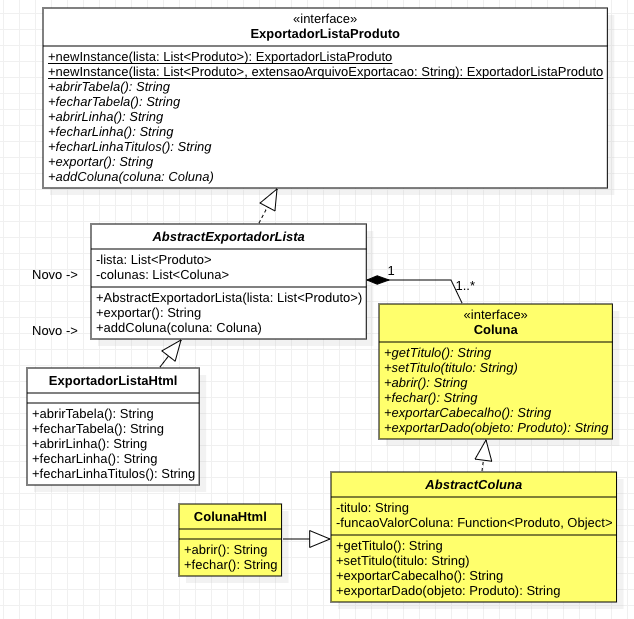 «interface»
ExportadorListaProduto
+newInstance(lista: List<Produto>): ExportadorListaProduto
+newInstance(lista: List<Produto>, extensaoArquivoExportacao: String): ExportadorListaProduto
+abrirTabela(): String
+fecharTabela(): String
+abrirLinha(): String
+fecharLinha(): String
+fecharLinhaTitulos(): String
+exportar(): String
+addColuna(coluna: Coluna)
AbstractExportadorLista
-lista: List<Produto>
Novo ->
-colunas: List<Coluna>
+AbstractExportadorLista(lista: List<Produto>)
+exportar(): String
Novo ->
+addColuna(coluna: Coluna)
1
1..*
«interface»
Coluna
+getTitulo(): String
+setTitulo(titulo: String)
+abrir(): String
+fechar(): String
+exportarCabecalho(): String
+exportarDado(objeto: Produto): String
ExportadorListaHtml
+abrirTabela(): String
+fecharTabela(): String
+abrirLinha(): String
+fecharLinha(): String
+fecharLinhaTitulos(): String
AbstractColuna
-titulo: String
-funcaoValorColuna: Function<Produto, Object>
+getTitulo(): String
+setTitulo(titulo: String)
+exportarCabecalho(): String
+exportarDado(objeto: Produto): String
ColunaHtml
+abrir(): String
+fechar(): String